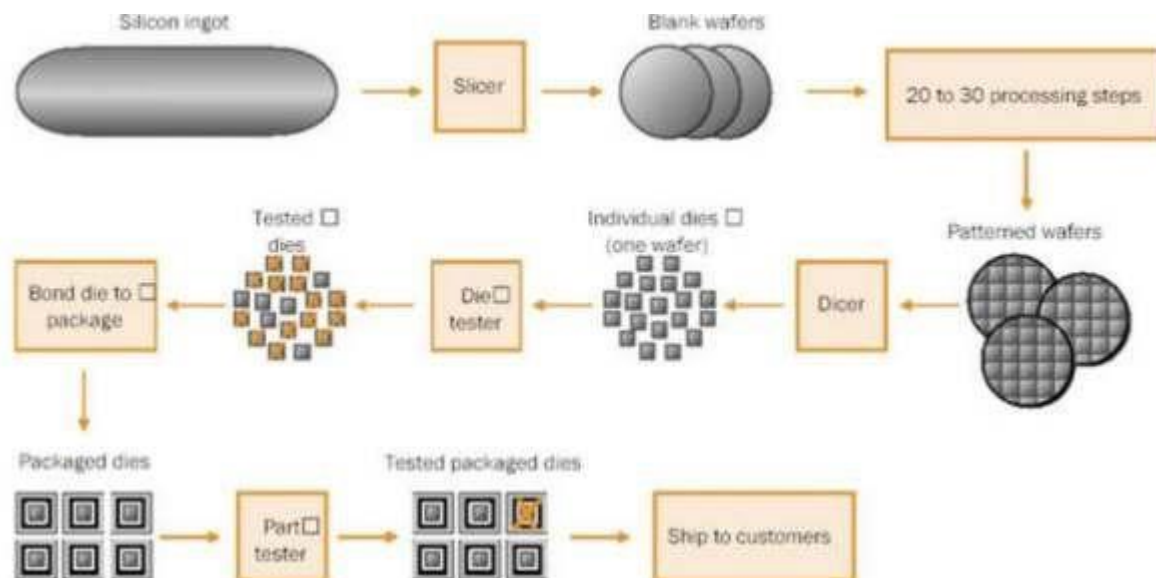 Silicon ingot
Slicer
Blank wafers
20 to 30 processing steps
Patterned wafers
Dicer
Individual dies □
(one wafer)
Die□
tester
Tested □
dies
Bond die to □
package
Packaged dies
Part□
tester
Tested packaged dies
Ship to customers